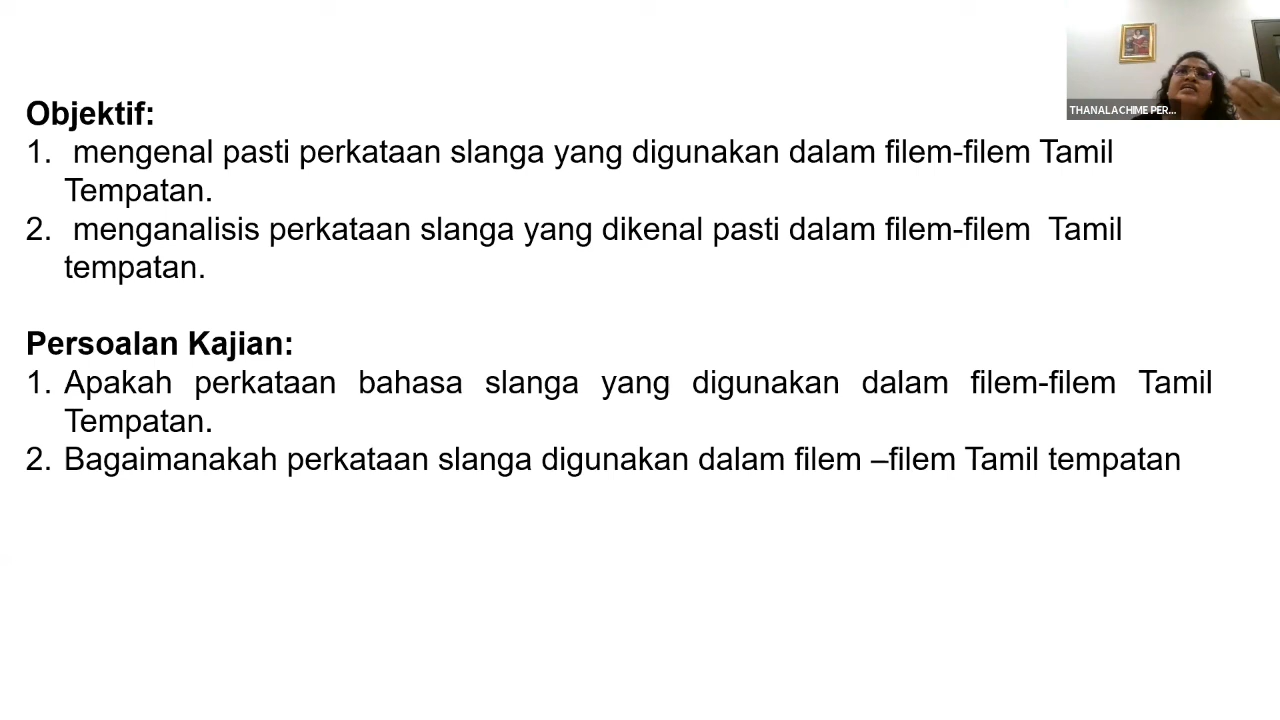 THANALACHIME PER...
Objektif:
1. mengenal pasti perkataan slanga yang digunakan dalam filem-filem Tamil
Tempatan.
2. menganalisis perkataan slanga yang dikenal pasti dalam filem-filem Tamil
tempatan.
Persoalan Kajian:
1. Apakah perkataan bahasa slanga yang digunakan dalam filem-filem Tamil
Tempatan.
2. Bagaimanakah perkataan slanga digunakan dalam filem –filem Tamil tempatan